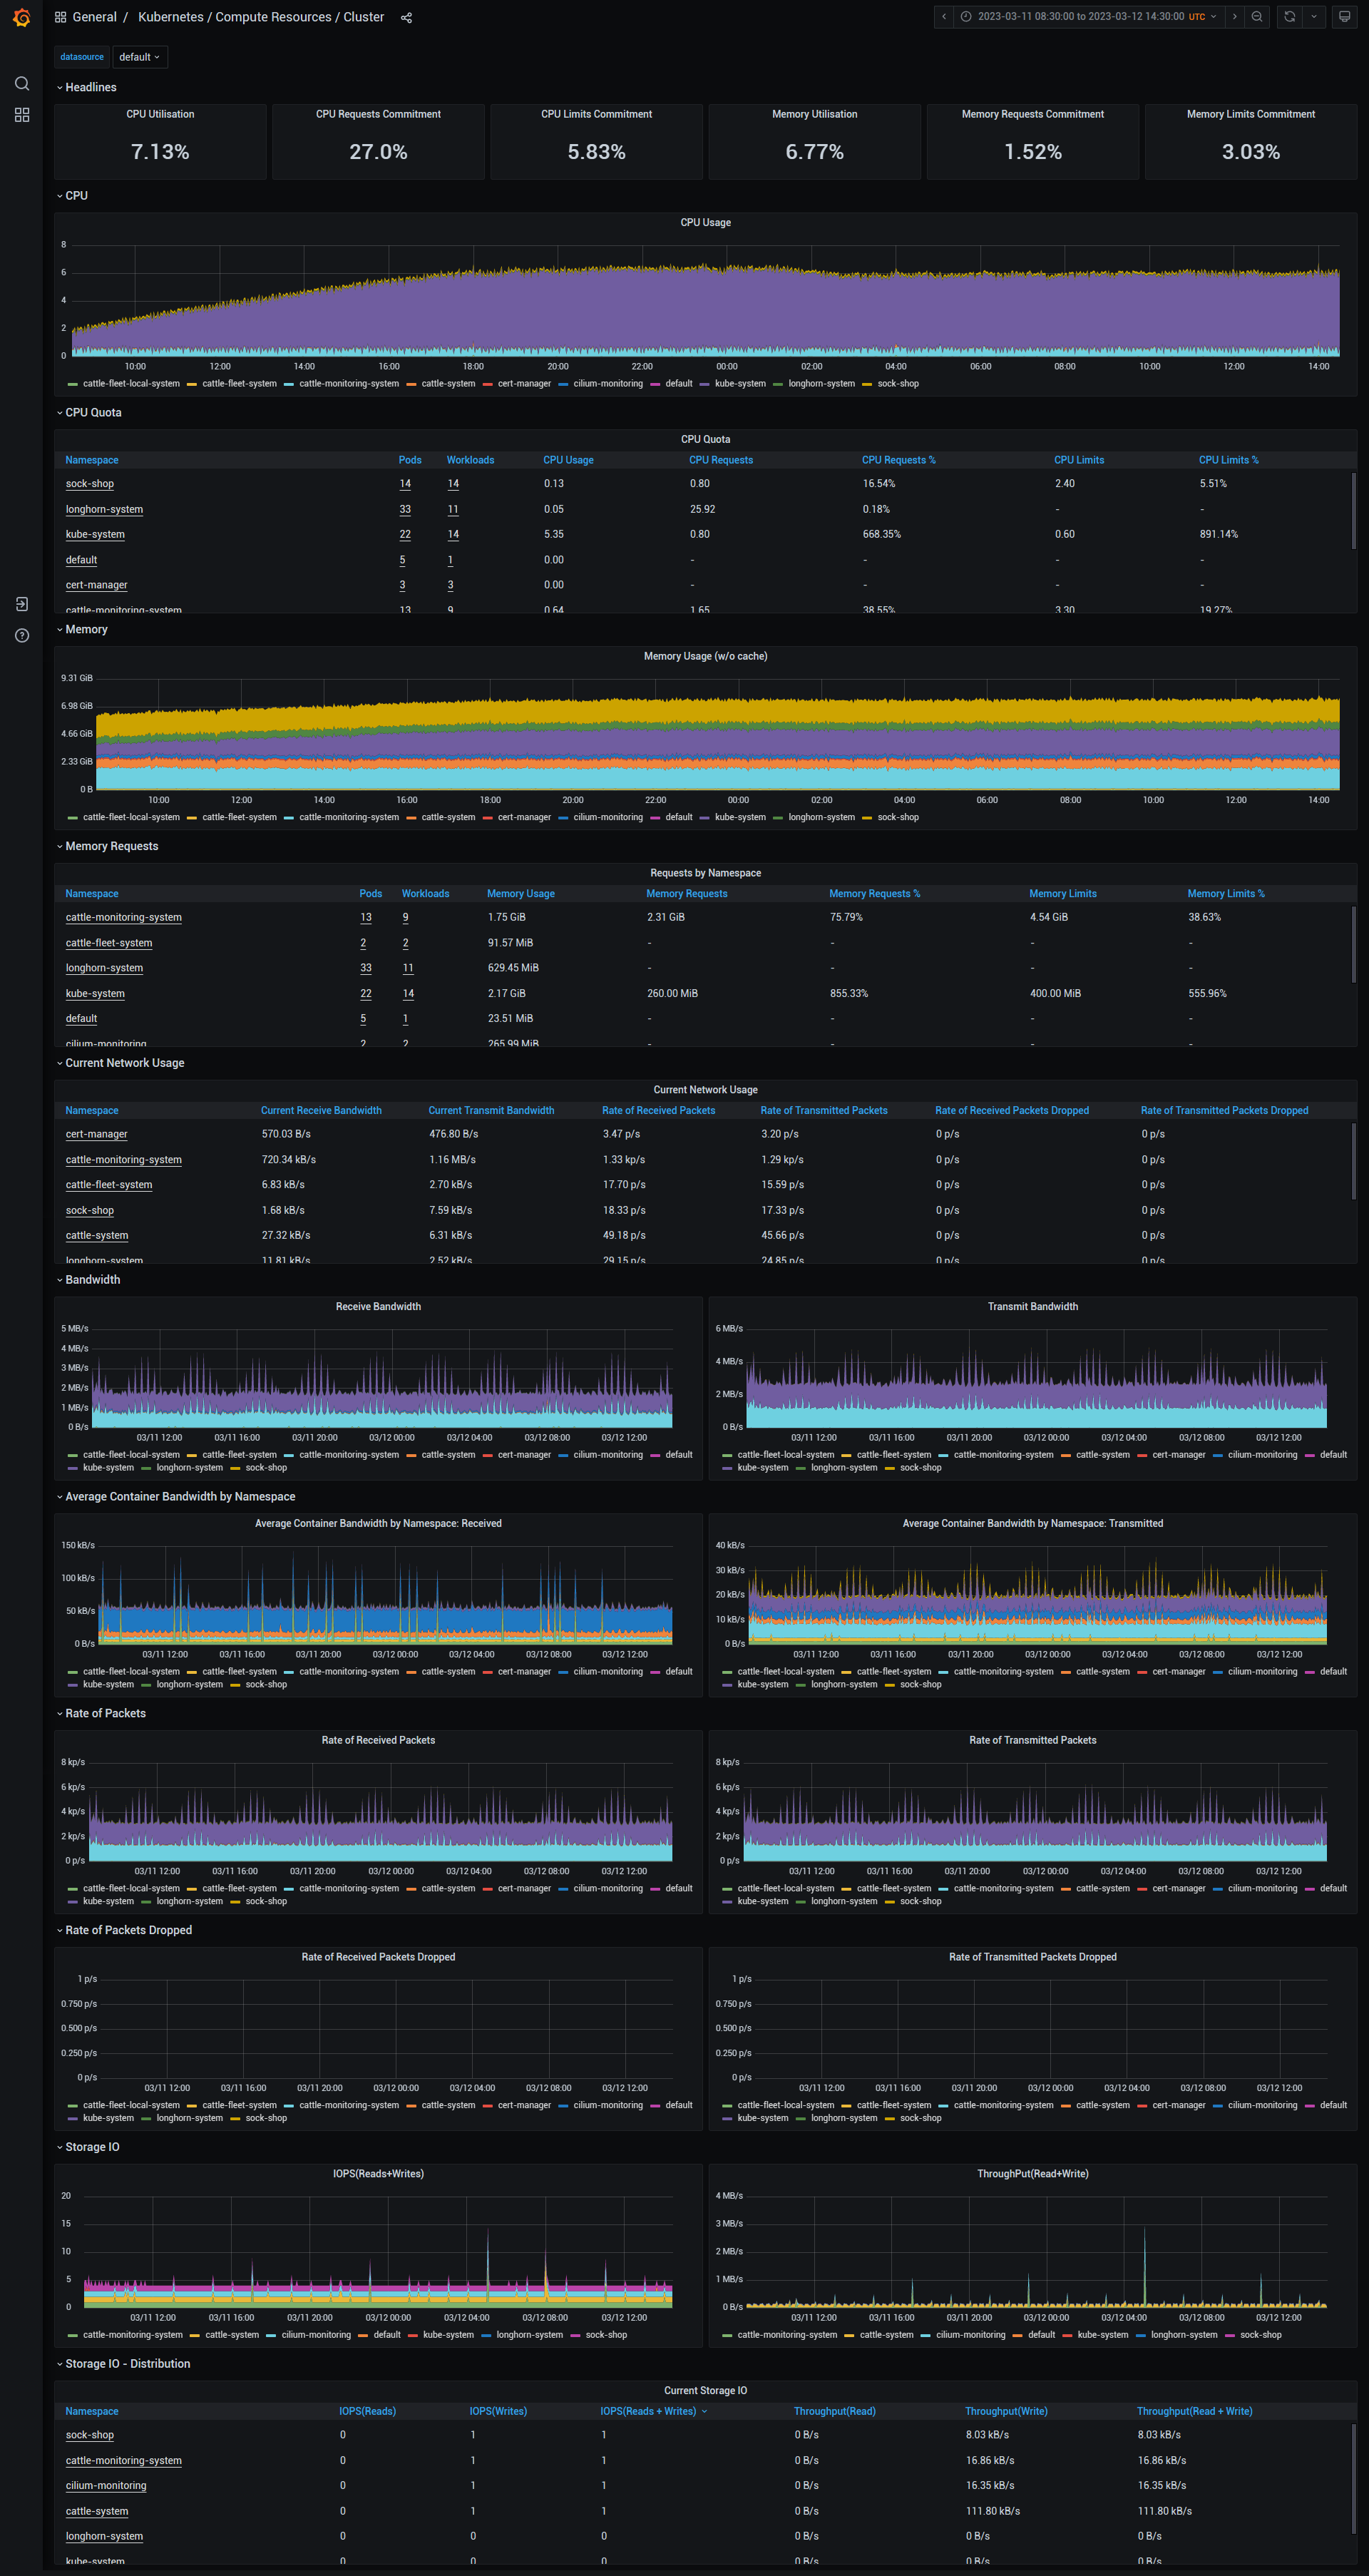 General / Kubernetes / Compute Resources / Cluster
2023-03-11 08:30:00 to 2023-03-12 14:30:00 UTC
datasource default
Headlines
CPU Utilisation CPU Requests Commitment CPU Limits Commitment Memory Utilisation Memory Requests Commitment Memory Limits Commitment
7.13% 27.0% 5.83% 6.77% 1.52% 3.03%
CPU
CPU Usage
8
6
4
2
0
10:00 12:00 14:00 16:00 18:00 20:00 22:00 00:00 02:00 04:00 06:00 08:00 10:00 12:00 14:00
cattle-fleet-local-system cattle-fleet-system cattle-monitoring-system cattle-system cert-manager cilium-monitoring default kube-system longhorn-system sock-shop
CPU Quota
CPU Quota
Namespace Pods Workloads CPU Usage CPU Requests CPU Requests % CPU Limits CPU Limits %
sock-shop 14 14 0.13 0.80 16.54% 2.40 5.51%
longhorn-system 33 11 0.05 25.92 0.18% - -
kube-system 22 14 5.35 0.80 668.35% 0.60 891.14%
default 5 1 0.00 - - - -
cert-manager 3 3 0.00 - - - -
cattle-monitoring-system 13 9 0.64 1.65 38.55% 3.30 19.27%
Memory
Memory Usage (w/o cache)
9.31 GiB
6.98 GiB
4.66 GiB
2.33 GiB
0 B
10:00 12:00 14:00 16:00 18:00 20:00 22:00 00:00 02:00 04:00 06:00 08:00 10:00 12:00 14:00
cattle-fleet-local-system cattle-fleet-system cattle-monitoring-system cattle-system cert-manager cilium-monitoring default kube-system longhorn-system sock-shop
Memory Requests
Requests by Namespace
Namespace Pods Workloads Memory Usage Memory Requests Memory Requests % Memory Limits Memory Limits %
cattle-monitoring-system 13 9 1.75 GiB 2.31 GiB 75.79% 4.54 GiB 38.63%
cattle-fleet-system 2 2 91.57 MiB - - - -
longhorn-system 33 11 629.45 MiB - - - -
kube-system 22 14 2.17 GiB 260.00 MiB 855.33% 400.00 MiB 555.96%
default 5 1 23.51 MiB - - - -
cilium-monitoring 2 2 265.99 MiB - - - -
Current Network Usage
Current Network Usage
Namespace Current Receive Bandwidth Current Transmit Bandwidth Rate of Received Packets Rate of Transmitted Packets Rate of Received Packets Dropped Rate of Transmitted Packets Dropped
cert-manager 570.03 B/s 476.80 B/s 3.47 p/s 3.20 p/s 0 p/s 0 p/s
cattle-monitoring-system 720.34 kB/s 1.16 MB/s 1.33 kp/s 1.29 kp/s 0 p/s 0 p/s
cattle-fleet-system 6.83 kB/s 2.70 kB/s 17.70 p/s 15.59 p/s 0 p/s 0 p/s
sock-shop 1.68 kB/s 7.59 kB/s 18.33 p/s 17.33 p/s 0 p/s 0 p/s
cattle-system 27.32 kB/s 6.31 kB/s 49.18 p/s 45.66 p/s 0 p/s 0 p/s
longhorn-system 11.81 kB/s 2.52 kB/s 29.15 p/s 24.85 p/s 0 p/s 0 p/s
Bandwidth
Receive Bandwidth
5 MB/s
4 MB/s
3 MB/s
2 MB/s
1 MB/s
0 B/s
03/11 12:00 03/11 16:00 03/11 20:00 03/12 00:00 03/12 04:00 03/12 08:00 03/12 12:00
cattle-fleet-local-system cattle-fleet-system cattle-monitoring-system cattle-system cert-manager cilium-monitoring default
kube-system longhorn-system sock-shop
Transmit Bandwidth
6 MB/s
4 MB/s
2 MB/s
0 B/s
03/11 12:00 03/11 16:00 03/11 20:00 03/12 00:00 03/12 04:00 03/12 08:00 03/12 12:00
cattle-fleet-local-system cattle-fleet-system cattle-monitoring-system cattle-system cert-manager cilium-monitoring default
kube-system longhorn-system sock-shop
Average Container Bandwidth by Namespace
Average Container Bandwidth by Namespace: Received
150 kB/s
100 kB/s
50 kB/s
0 B/s
03/11 12:00 03/11 16:00 03/11 20:00 03/12 00:00 03/12 04:00 03/12 08:00 03/12 12:00
cattle-fleet-local-system cattle-fleet-system cattle-monitoring-system cattle-system cert-manager cilium-monitoring default
kube-system longhorn-system sock-shop
Average Container Bandwidth by Namespace: Transmitted
40 kB/s
30 kB/s
20 kB/s
10 kB/s
0 B/s
03/11 12:00 03/11 16:00 03/11 20:00 03/12 00:00 03/12 04:00 03/12 08:00 03/12 12:00
cattle-fleet-local-system cattle-fleet-system cattle-monitoring-system cattle-system cert-manager cilium-monitoring default
kube-system longhorn-system sock-shop
Rate of Packets
Rate of Received Packets
8 kp/s
6 kp/s
4 kp/s
2 kp/s
0 p/s
03/11 12:00 03/11 16:00 03/11 20:00 03/12 00:00 03/12 04:00 03/12 08:00 03/12 12:00
cattle-fleet-local-system cattle-fleet-system cattle-monitoring-system cattle-system cert-manager cilium-monitoring default
kube-system longhorn-system sock-shop
Rate of Transmitted Packets
8 kp/s
6 kp/s
4 kp/s
2 kp/s
0 p/s
03/11 12:00 03/11 16:00 03/11 20:00 03/12 00:00 03/12 04:00 03/12 08:00 03/12 12:00
cattle-fleet-local-system cattle-fleet-system cattle-monitoring-system cattle-system cert-manager cilium-monitoring default
kube-system longhorn-system sock-shop
Rate of Packets Dropped
Rate of Received Packets Dropped
1 p/s
0.750 p/s
0.500 p/s
0.250 p/s
0 p/s
03/11 12:00 03/11 16:00 03/11 20:00 03/12 00:00 03/12 04:00 03/12 08:00 03/12 12:00
cattle-fleet-local-system cattle-fleet-system cattle-monitoring-system cattle-system cert-manager cilium-monitoring default
kube-system longhorn-system sock-shop
Rate of Transmitted Packets Dropped
1 p/s
0.750 p/s
0.500 p/s
0.250 p/s
0 p/s
03/11 12:00 03/11 16:00 03/11 20:00 03/12 00:00 03/12 04:00 03/12 08:00 03/12 12:00
cattle-fleet-local-system cattle-fleet-system cattle-monitoring-system cattle-system cert-manager cilium-monitoring default
kube-system longhorn-system sock-shop
Storage IO
IOPS(Reads+Writes)
20
15
10
5
0
03/11 12:00 03/11 16:00 03/11 20:00 03/12 00:00 03/12 04:00 03/12 08:00 03/12 12:00
cattle-monitoring-system cattle-system cilium-monitoring default kube-system longhorn-system sock-shop
ThroughPut(Read+Write)
4 MB/s
3 MB/s
2 MB/s
1 MB/s
0 B/s
03/11 12:00 03/11 16:00 03/11 20:00 03/12 00:00 03/12 04:00 03/12 08:00 03/12 12:00
cattle-monitoring-system cattle-system cilium-monitoring default kube-system longhorn-system sock-shop
Storage IO - Distribution
Current Storage IO
Namespace IOPS(Reads) IOPS(Writes) IOPS(Reads + Writes) Throughput(Read) Throughput(Write) Throughput(Read + Write)
sock-shop 0 1 1 0 B/s 8.03 kB/s 8.03 kB/s
cattle-monitoring-system 0 1 1 0 B/s 16.86 kB/s 16.86 kB/s
cilium-monitoring 0 1 1 0 B/s 16.35 kB/s 16.35 kB/s
cattle-system 0 1 1 0 B/s 111.80 kB/s 111.80 kB/s
longhorn-system 0 0 0 0 B/s 0 B/s 0 B/s
kube-system 0 0 0 0 B/s 0 B/s 0 B/s